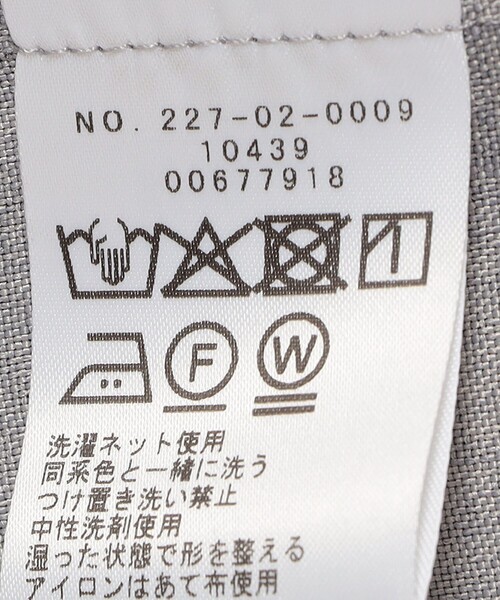 NO. 227-02-0009
10439
00677918
F W
洗濯ネット使用
同系色と一緒に洗う
つけ置き洗い禁止
中性洗剤使用
湿った状態で形を整える
アイロンはあて布使用